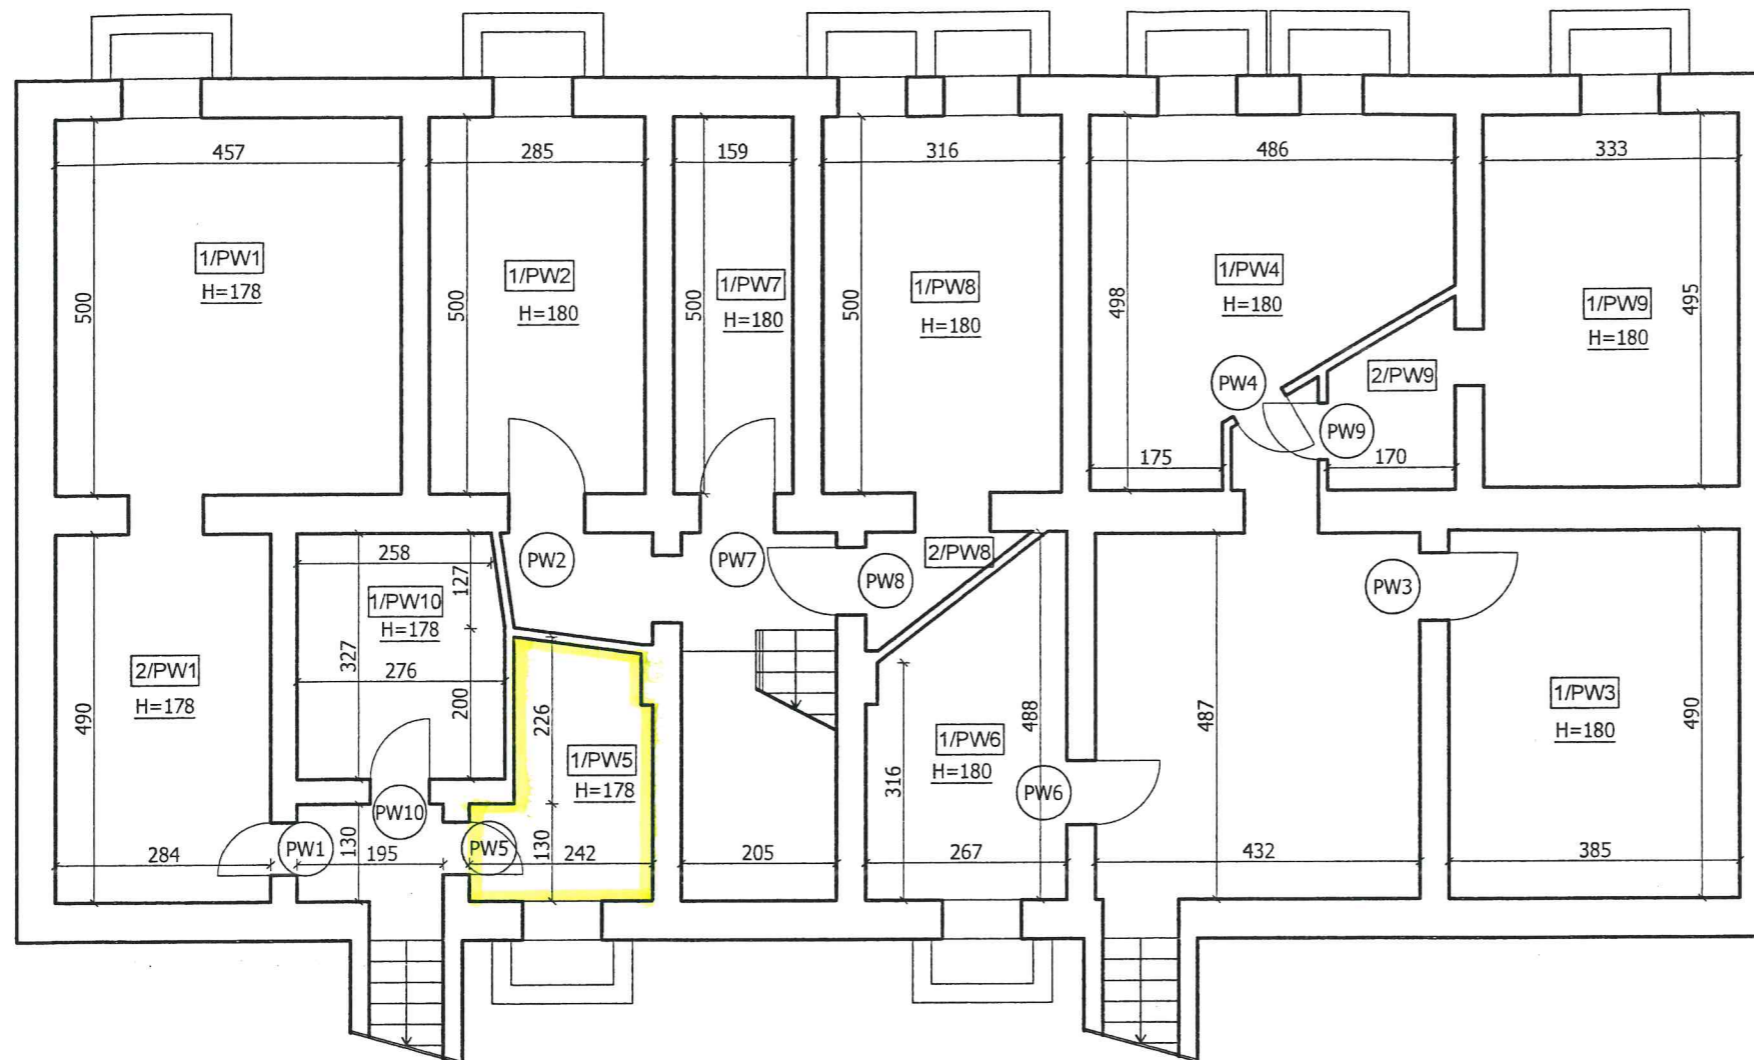 457
285
159
316
486
333
500
500
500
500
498
495
1/PW1
H=178
1/PW2
H=180
1/PW7
H=180
1/PW8
H=180
1/PW4
H=180
1/PW9
H=180
2/PW9
PW4
PW9
175
170
258
127
PW2
PW7
PW8
2/PW8
PW3
1/PW10
H=178
327
276
200
2/PW1
H=178
490
226
1/PW5
H=178
316
1/PW6
H=180
488
487
1/PW3
H=180
490
PW10
PW6
PW1
130
195
PW5
130
242
284
205
267
432
385